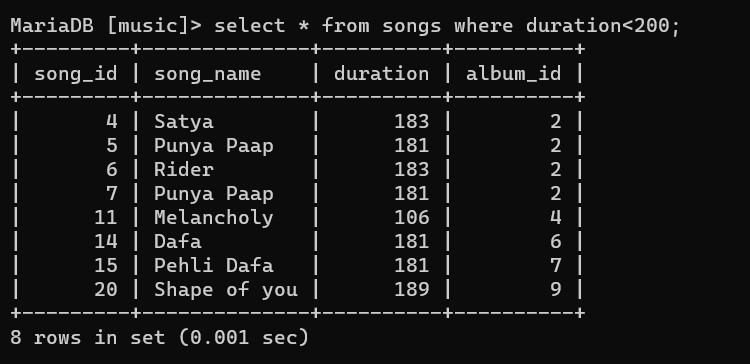 MariaDB [music]> select * from songs where duration<200;
+---------+--------------+----------+----------+
| song_id | song_name    | duration | album_id |
+---------+--------------+----------+----------+
|       4 | Satya        |      183 |        2 |
|       5 | Punya Paap   |      181 |        2 |
|       6 | Rider        |      183 |        2 |
|       7 | Punya Paap   |      181 |        2 |
|      11 | Melancholy   |      106 |        4 |
|      14 | Dafa         |      181 |        6 |
|      15 | Pehli Dafa   |      181 |        7 |
|      20 | Shape of you |      189 |        9 |
+---------+--------------+----------+----------+
8 rows in set (0.001 sec)